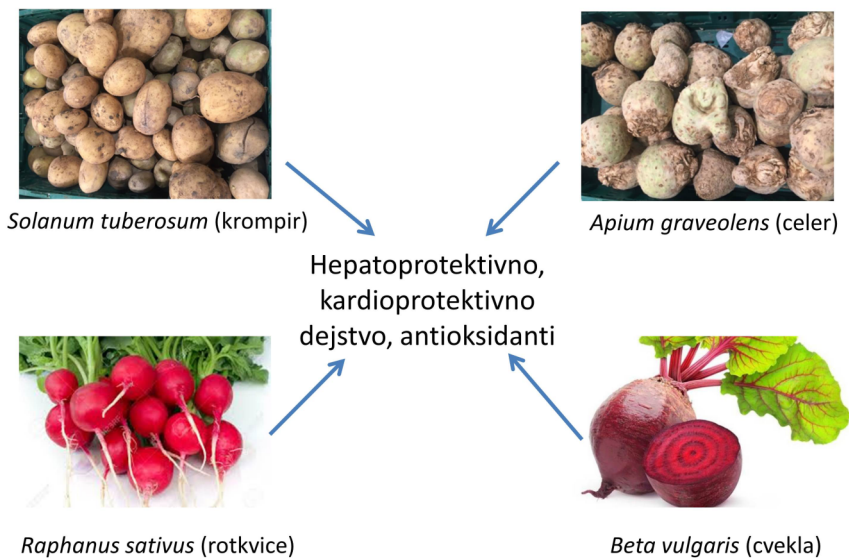 Solanum tuberosum (krompir)
Apium graveolens (celer)
Hepatoprotektivno,
kardioprotektivno
dejstvo, antioksidanti
Raphanus sativus (rotkvice)
Beta vulgaris (cvekla)